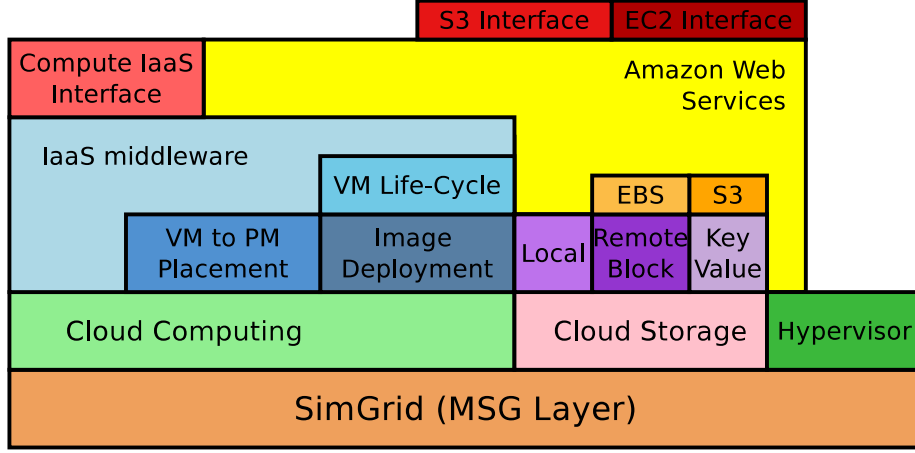 S3 Interface
EC2 Interface
Compute IaaS
Interface
Amazon Web
Services
IaaS middleware
VM Life-Cycle
EBS
S3
VM to PM
Placement
Image
Deployment
Local
Remote
Block
Key
Value
Cloud Computing
Cloud Storage
Hypervisor
SimGrid (MSG Layer)